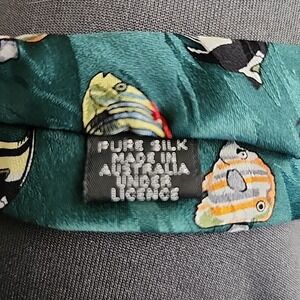 PURE SILK
MADE IN
AUSTRALIA
UNDER
LICENCE